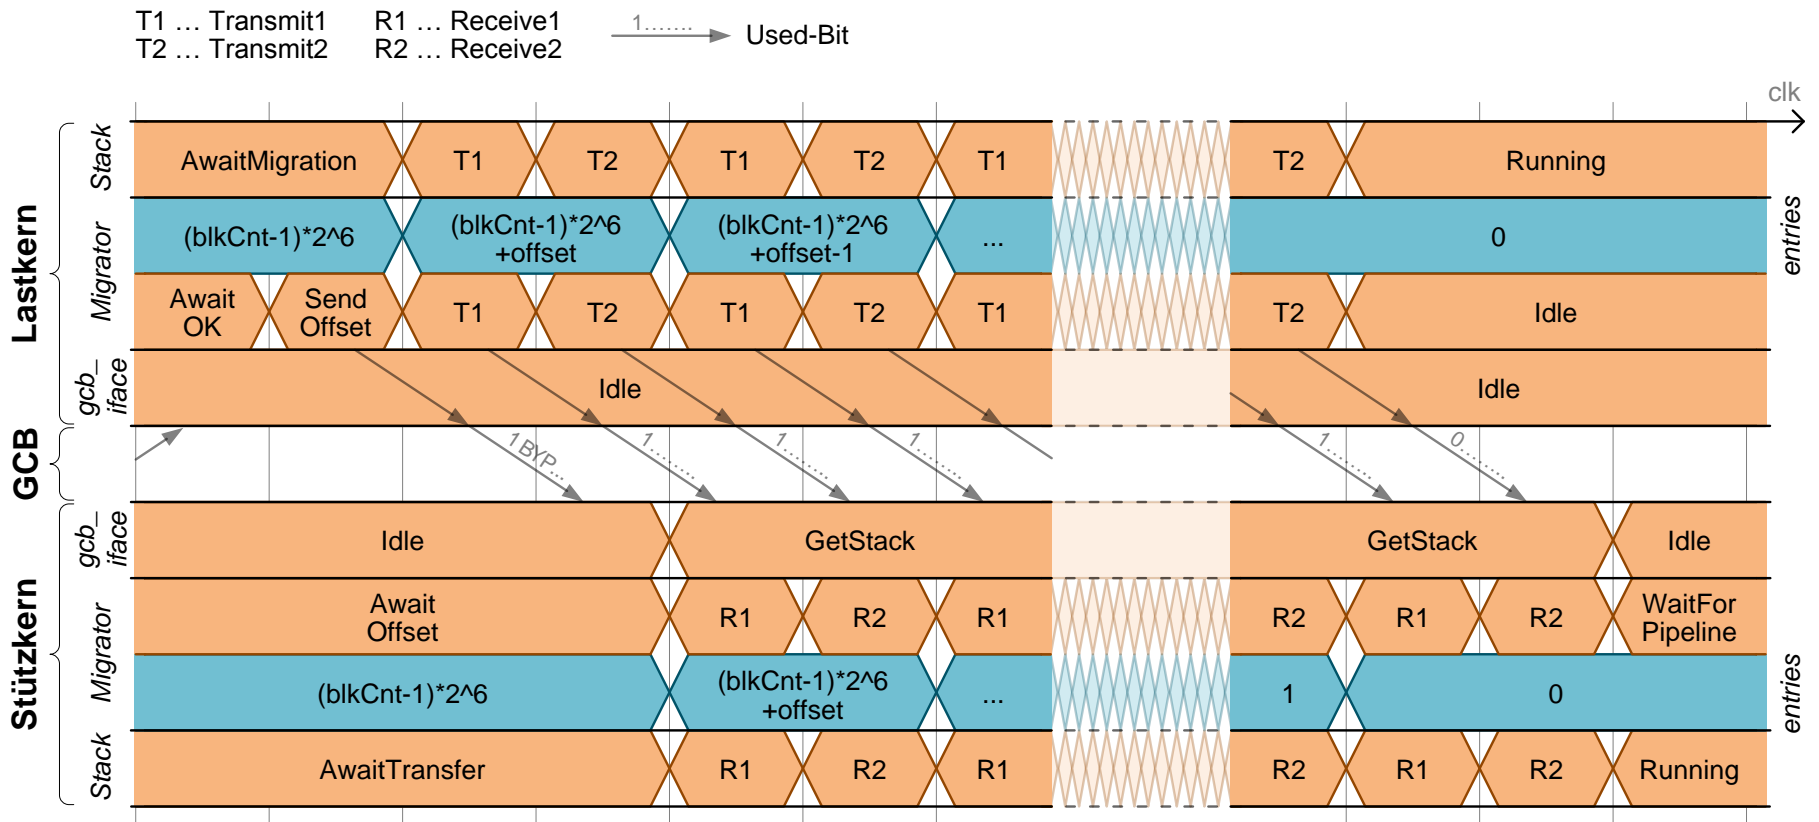 T1 … Transmit1
T2 … Transmit2
R1 … Receive1
R2 … Receive2
1.......
Used-Bit
clk
Lastkern
Stack
AwaitMigration
T1
T2
T1
T2
T1
T2
Running
Migrator
(blkCnt-1)*2^6
(blkCnt-1)*2^6
+offset
(blkCnt-1)*2^6
+offset-1
...
0
entries
Await
OK
Send
Offset
T1
T2
T1
T2
T1
T2
Idle
gcb_
iface
Idle
Idle
GCB
1BYP...
1.......
1.......
1.......
1.......
0.......
Stützkern
gcb_
iface
Idle
GetStack
GetStack
Idle
Migrator
Await
Offset
R1
R2
R1
R2
R1
R2
WaitFor
Pipeline
(blkCnt-1)*2^6
(blkCnt-1)*2^6
+offset
...
1
0
entries
Stack
AwaitTransfer
R1
R2
R1
R2
R1
R2
Running